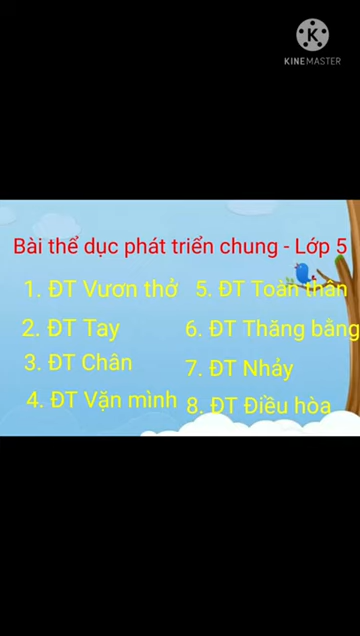 KINEMASTER
Bài thể dục phát triển chung - Lớp 5
1. ĐT Vươn thở
2. ĐT Tay
3. ĐT Chân
4. ĐT Vặn mình
5. ĐT Toàn thân
6. ĐT Thăng bằng
7. ĐT Nhảy
8. ĐT Điều hòa